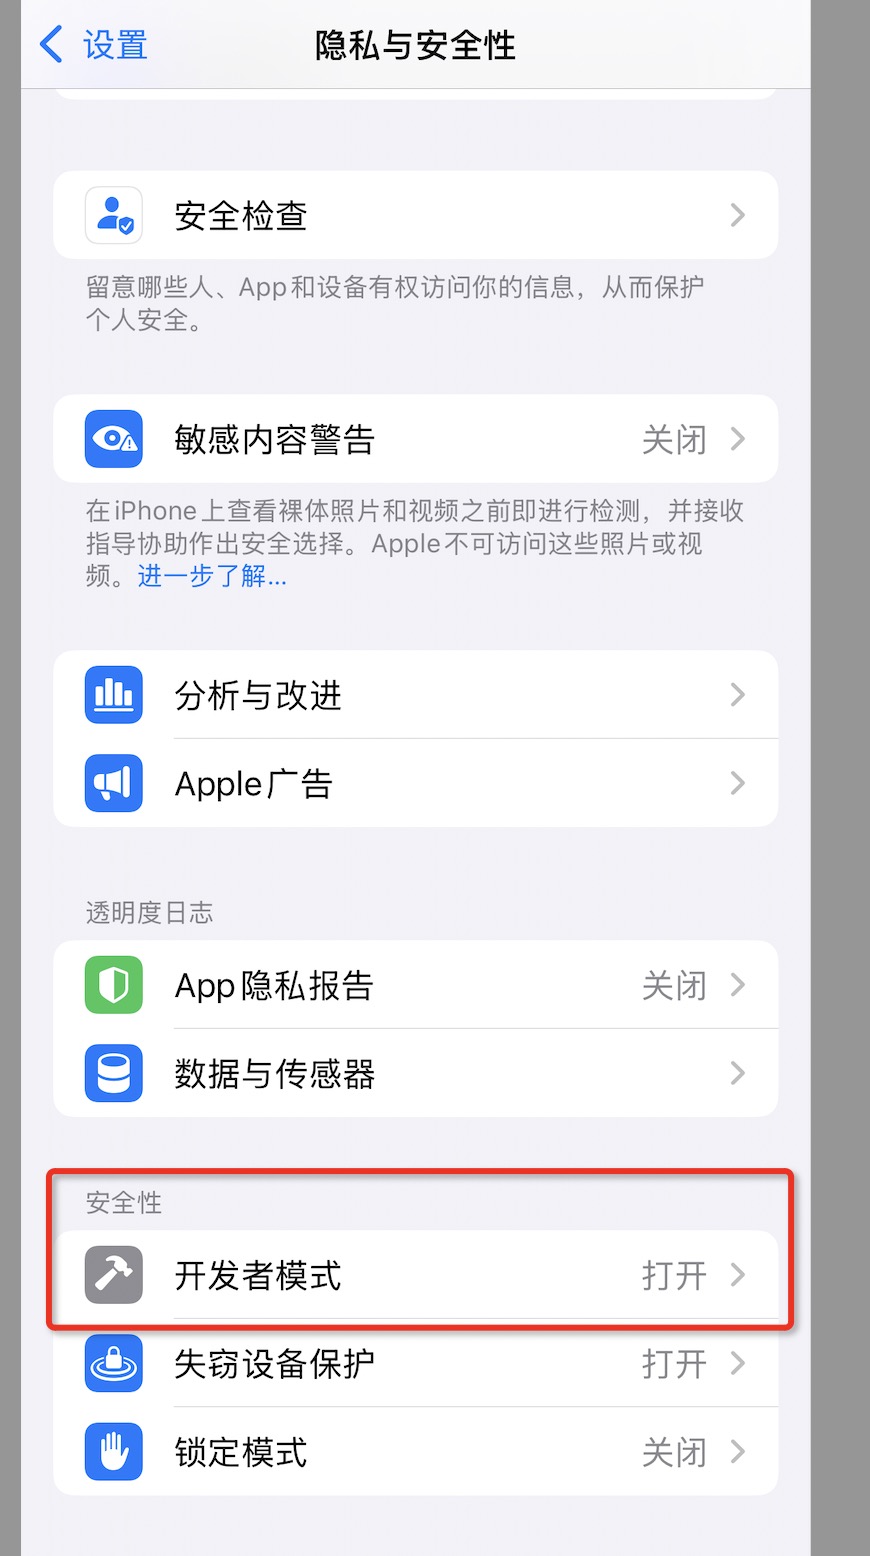 设置
隐私与安全性
安全检查
留意哪些人、App和设备有权访问你的信息，从而保护
个人安全。
敏感内容警告 关闭
在iPhone上查看裸体照片和视频之前即进行检测，并接收
指导协助作出安全选择。Apple不可访问这些照片或视
频。进一步了解...
分析与改进
Apple广告
透明度日志
App隐私报告 关闭
数据与传感器
安全性
开发者模式 打开
失窃设备保护 打开
锁定模式 关闭